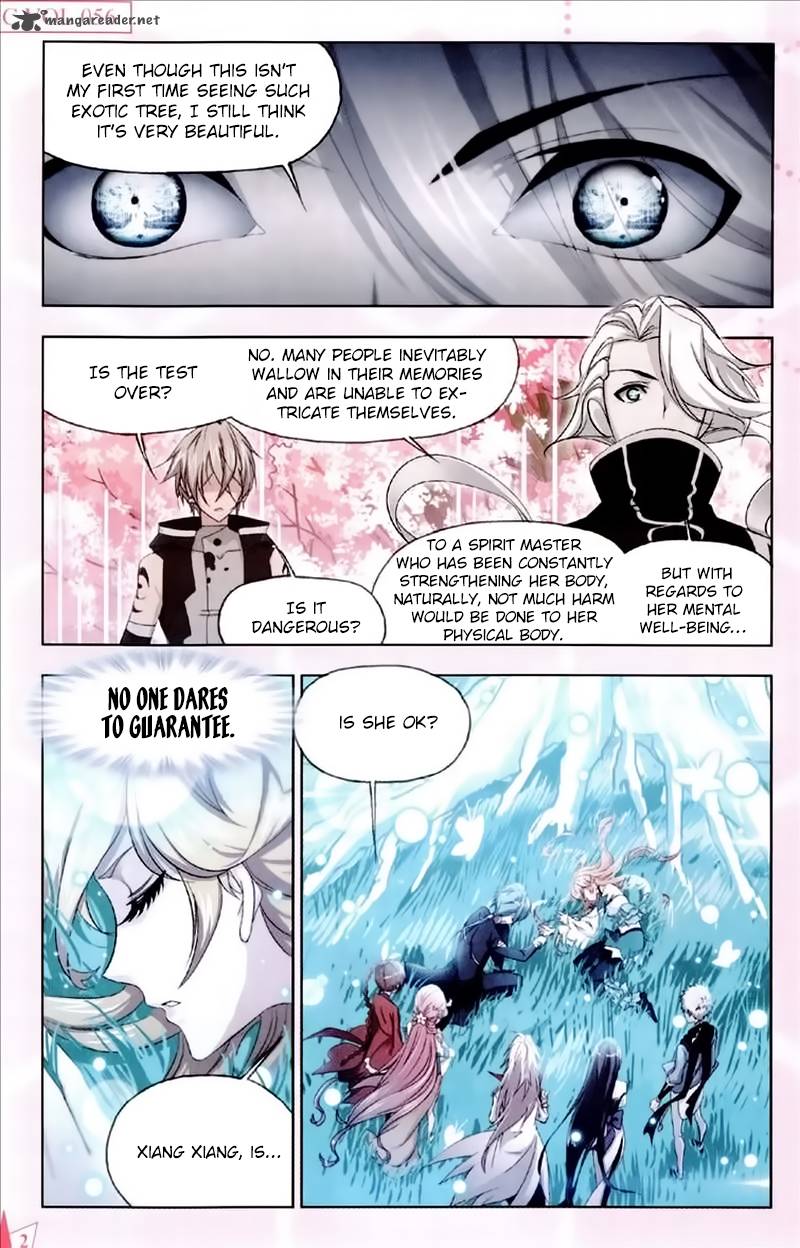 mangareader.net
EVEN THOUGH THIS ISN'T
MY FIRST TIME SEEING SUCH
EXOTIC TREE, I STILL THINK
IT'S VERY BEAUTIFUL.
IS THE TEST
OVER?
NO. MANY PEOPLE INEVITABLY
WALLOW IN THEIR MEMORIES
AND ARE UNABLE TO EX-
TRICATE THEMSELVES.
IS IT
DANGEROUS?
TO A SPIRIT MASTER
WHO HAS BEEN CONSTANTLY
STRENGTHENING HER BODY,
NATURALLY, NOT MUCH HARM
WOULD BE DONE TO HER
PHYSICAL BODY.
BUT WITH
REGARDS TO
HER MENTAL
WELL-BEING...
NO ONE DARES
TO GUARANTEE.
IS SHE OK?
XIANG XIANG, IS...
2